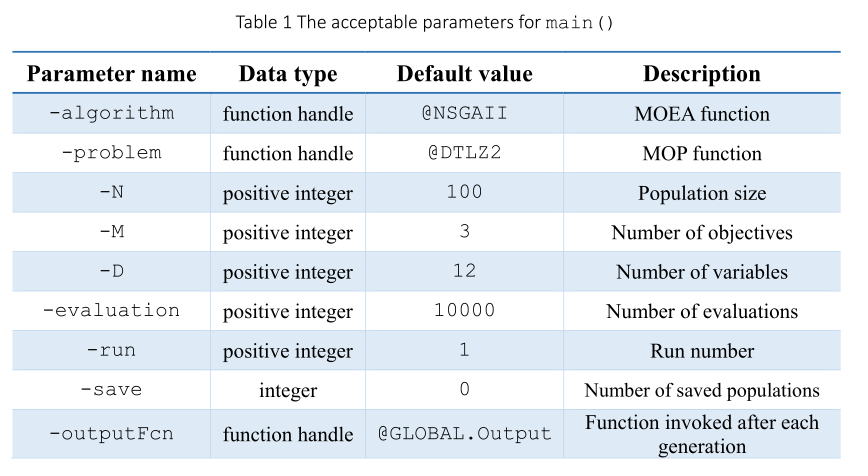 Table 1 The acceptable parameters for main()
Parameter name Data type Default value Description
-algorithm function handle @NSGAII MOEA function
-problem function handle @DTLZ2 MOP function
-N positive integer 100 Population size
-M positive integer 3 Number of objectives
-D positive integer 12 Number of variables
-evaluation positive integer 10000 Number of evaluations
-run positive integer 1 Run number
-save integer 0 Number of saved populations
-outputFcn function handle @GLOBAL.Output Function invoked after each
generation